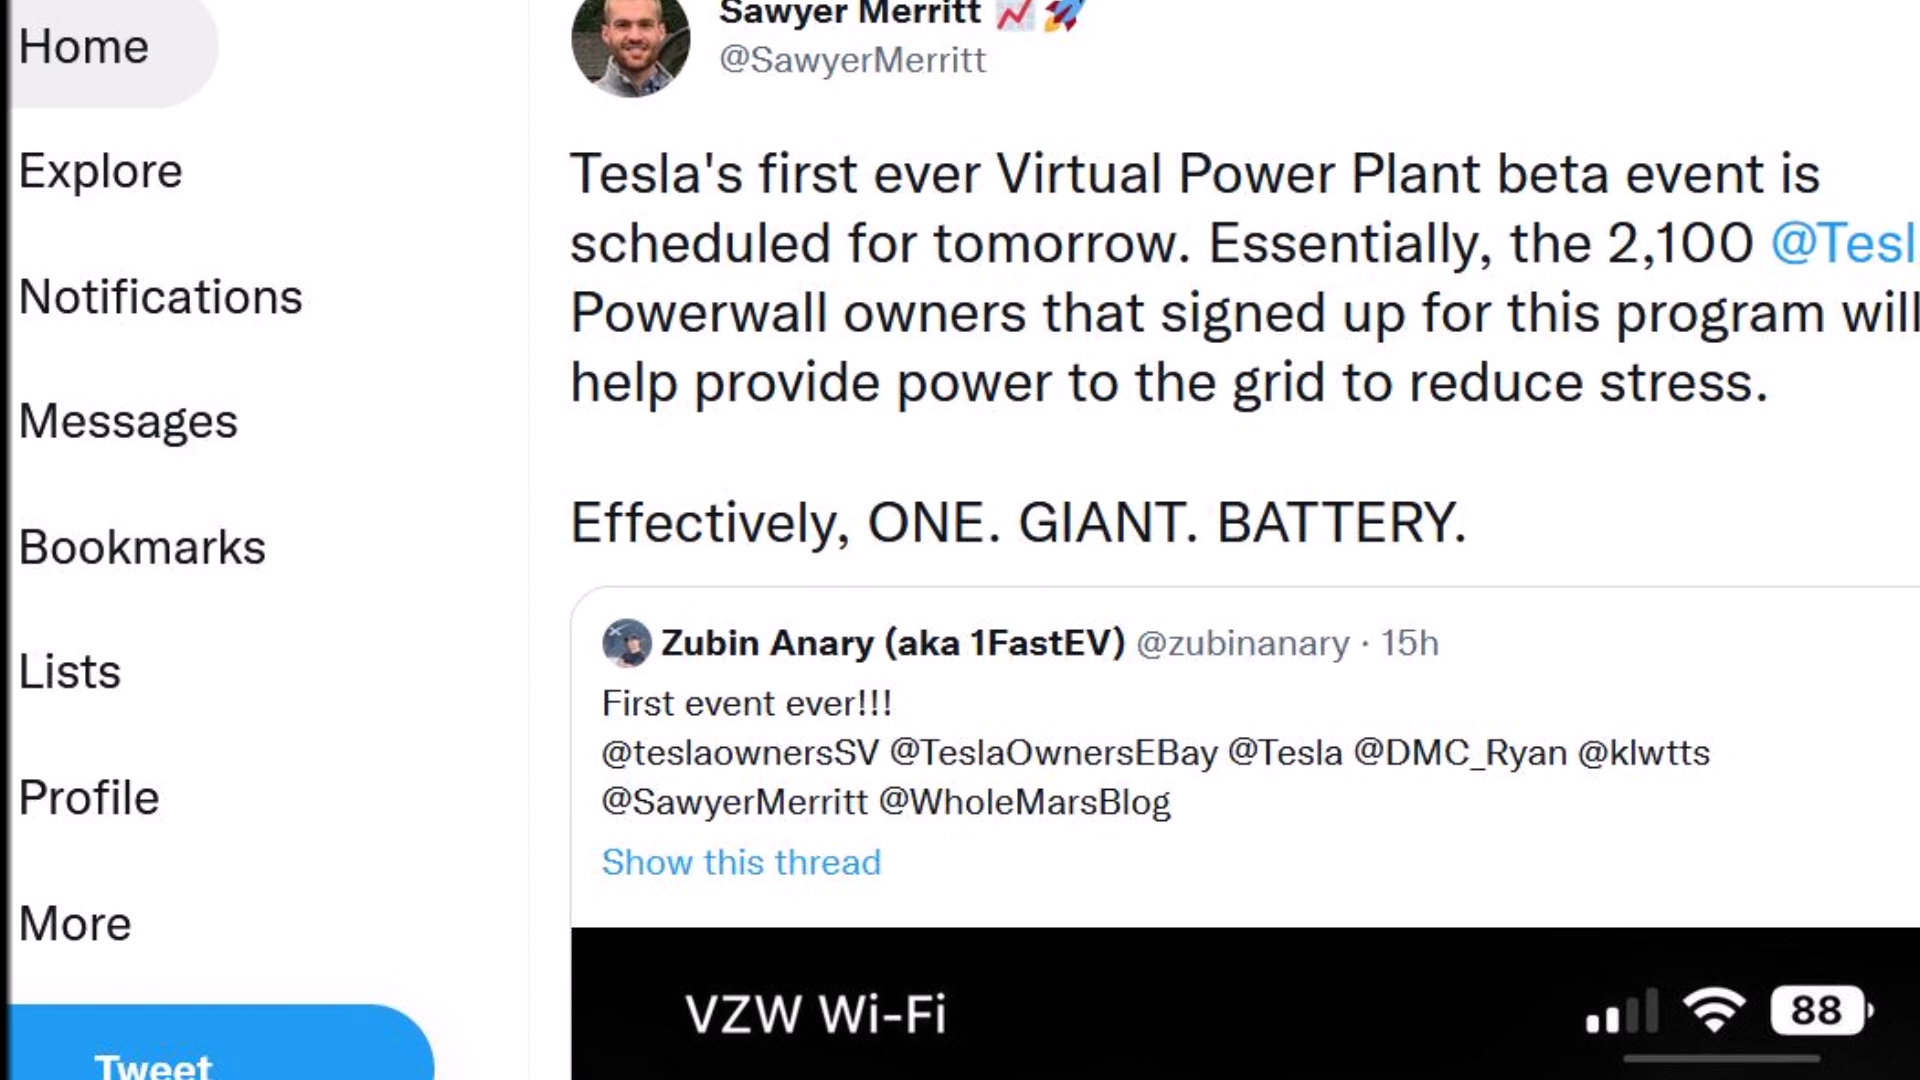 Home
Explore
Notifications
Messages
Bookmarks
Lists
Profile
More
Tweet
Sawyer Merritt 📈🚀
@SawyerMerritt
Tesla's first ever Virtual Power Plant beta event is
scheduled for tomorrow. Essentially, the 2,100 @Tesl
Powerwall owners that signed up for this program will
help provide power to the grid to reduce stress.
Effectively, ONE. GIANT. BATTERY.
Zubin Anary (aka 1FastEV) @zubinanary · 15h
First event ever!!!
@teslaownersSV @TeslaOwnersEBay @Tesla @DMC_Ryan @klwtts
@SawyerMerritt @WholeMarsBlog
Show this thread
VZW Wi-Fi 88